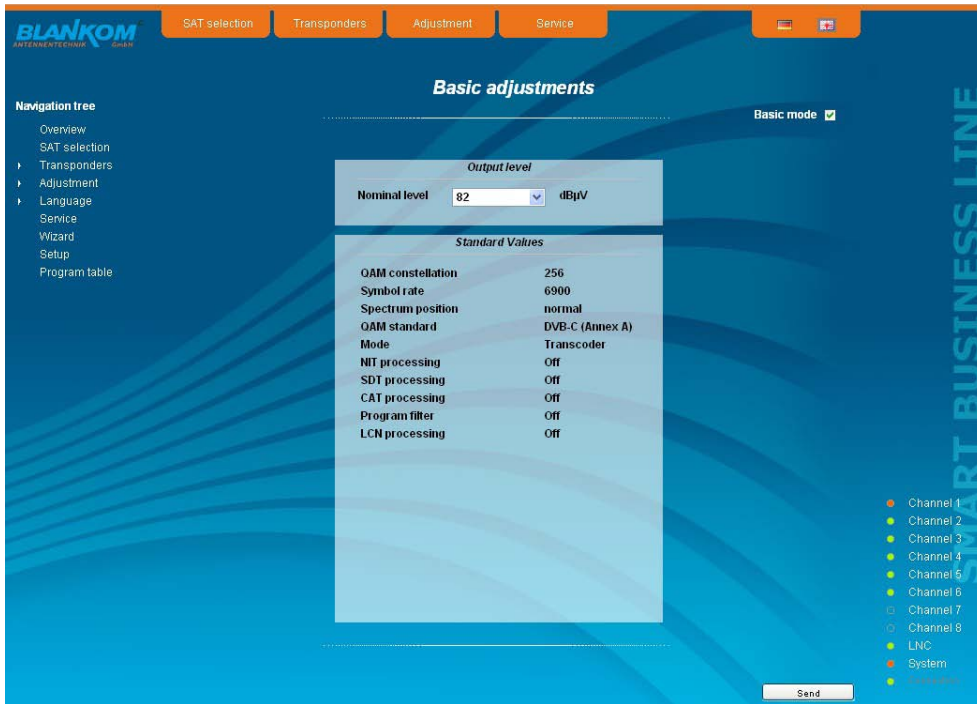 BLANKOM
ANTENNENTECHNIK GmbH
SAT selection
Transponders
Adjustment
Service
Basic adjustments
Basic mode
Navigation tree
Overview
SAT selection
Transponders
Adjustment
Language
Service
Wizard
Setup
Program table
Output level
Nominal level 82 dBµV
Standard Values
QAM constellation 256
Symbol rate 6900
Spectrum position normal
QAM standard DVB-C (Annex A)
Mode Transcoder
NIT processing Off
SDT processing Off
CAT processing Off
Program filter Off
LCN processing Off
SMART BUSINESS LINE
Channel 1
Channel 2
Channel 3
Channel 4
Channel 5
Channel 6
Channel 7
Channel 8
LNC
System
Send